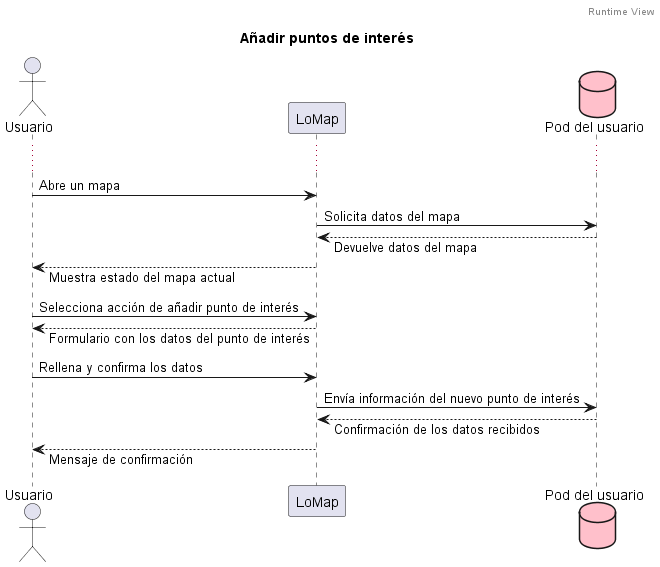 Runtime View
Añadir puntos de interés
Usuario
LoMap
Pod del usuario
Abre un mapa
Solicita datos del mapa
Devuelve datos del mapa
Muestra estado del mapa actual
Selecciona acción de añadir punto de interés
Formulario con los datos del punto de interés
Rellena y confirma los datos
Envía información del nuevo punto de interés
Confirmación de los datos recibidos
Mensaje de confirmación
Usuario
LoMap
Pod del usuario